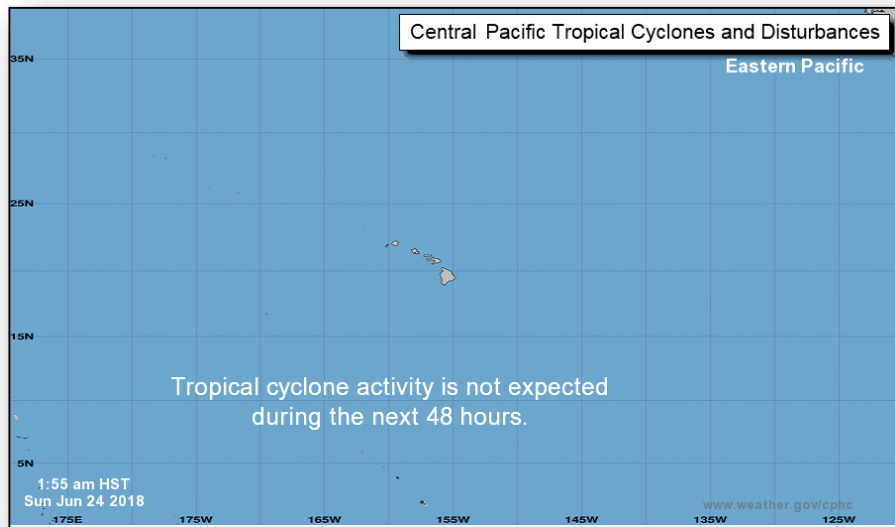 Central Pacific Tropical Cyclones and Disturbances
35N
Eastern Pacific
25N
15N
Tropical cyclone activity is not expected
during the next 48 hours.
5N
1:55 am HST
Sun Jun 24 2018
www.weather.gov/cphc
175E 175W 165W 155W 145W 135W 125W